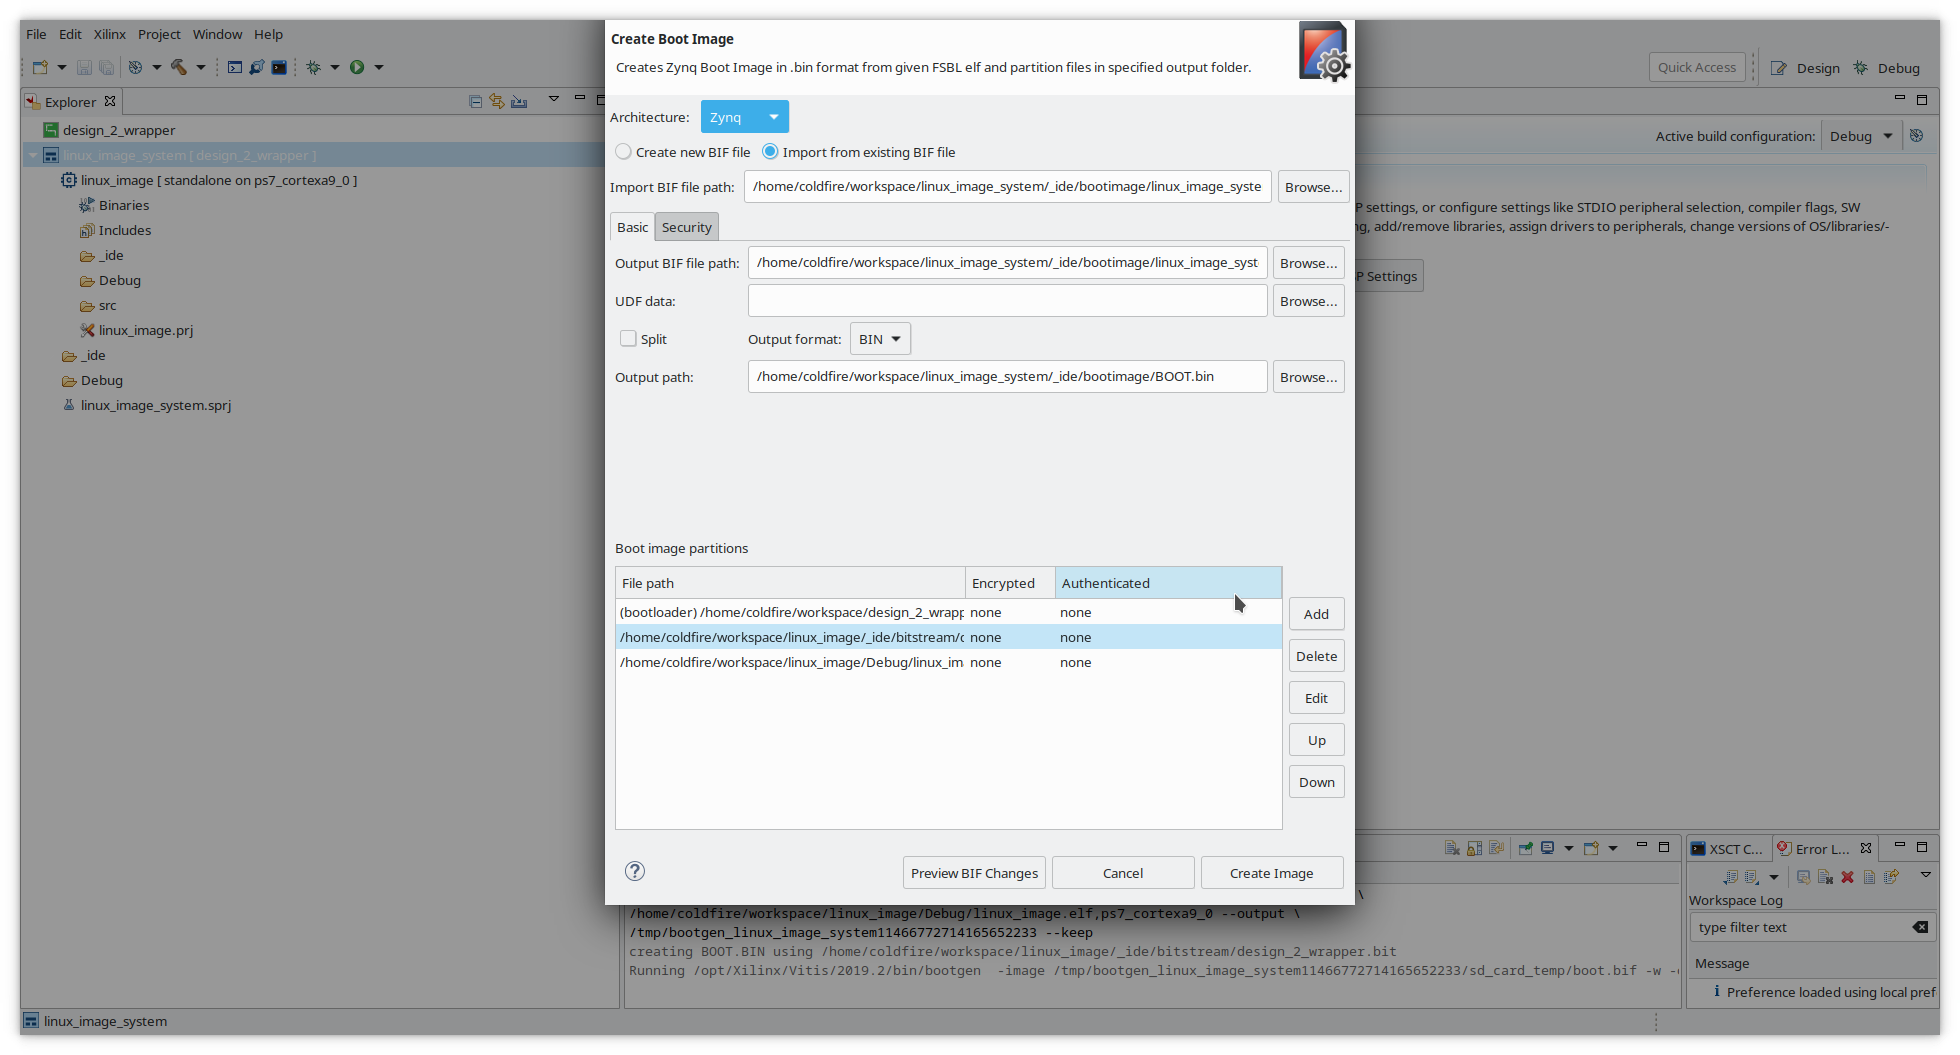 File Edit Xilinx Project Window Help
Create Boot Image
Creates Zynq Boot Image in .bin format from given FSBL elf and partition files in specified output folder.
Quick Access
Design
Debug
Explorer
design_2_wrapper
linux_image_system [ design_2_wrapper ]
linux_image [ standalone on ps7_cortexa9_0 ]
Binaries
Includes
_ide
Debug
src
linux_image.prj
_ide
Debug
linux_image_system.sprj
Architecture: Zynq
Create new BIF file Import from existing BIF file
Import BIF file path: /home/coldfire/workspace/linux_image_system/_ide/bootimage/linux_image_syste Browse...
Basic Security
Output BIF file path: /home/coldfire/workspace/linux_image_system/_ide/bootimage/linux_image_syst Browse...
UDF data: Browse...
Split Output format: BIN
Output path: /home/coldfire/workspace/linux_image_system/_ide/bootimage/BOOT.bin Browse...
Boot image partitions
File path Encrypted Authenticated
(bootloader) /home/coldfire/workspace/design_2_wrapp none none
/home/coldfire/workspace/linux_image/_ide/bitstream/d none none
/home/coldfire/workspace/linux_image/Debug/linux_im none none
Add
Delete
Edit
Up
Down
Preview BIF Changes Cancel Create Image
Active build configuration: Debug
P settings, or configure settings like STDIO peripheral selection, compiler flags, SW
ng, add/remove libraries, assign drivers to peripherals, change versions of OS/libraries/-
SP Settings
\
/home/coldfire/workspace/linux_image/Debug/linux_image.elf,ps7_cortexa9_0 --output \
/tmp/bootgen_linux_image_system11466772714165652233 --keep
creating BOOT.BIN using /home/coldfire/workspace/linux_image/_ide/bitstream/design_2_wrapper.bit
Running /opt/Xilinx/Vitis/2019.2/bin/bootgen  -image /tmp/bootgen_linux_image_system11466772714165652233/sd_card_temp/boot.bif -w -
XSCT C... Error L...
Workspace Log
type filter text
Message
Preference loaded using local pref
linux_image_system